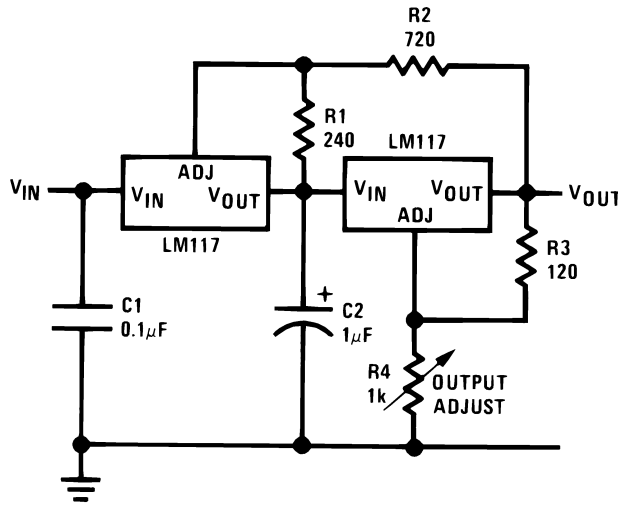 R2
720
R1
240
LM117
ADJ
V_IN
V_IN
V_OUT
LM117
V_IN
V_OUT
ADJ
V_OUT
R3
120
C1
0.1μF
+
C2
1μF
R4
1k
OUTPUT
ADJUST